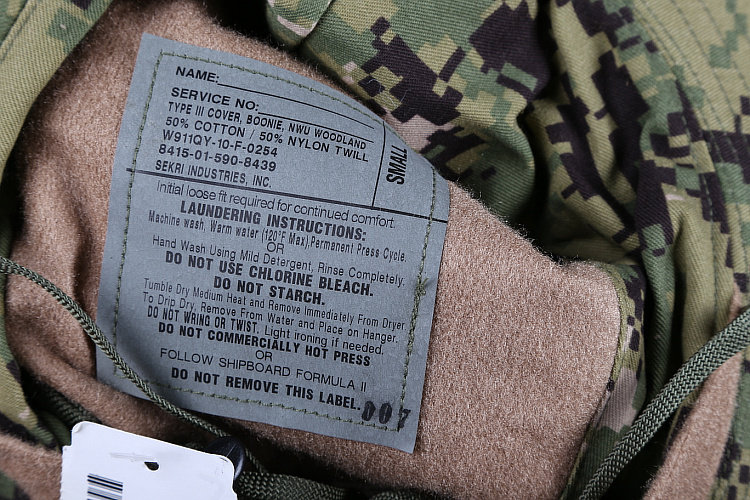 NAME:
SERVICE NO:
TYPE III COVER, BOONIE, NWU WOODLAND
50% COTTON / 50% NYLON TWILL
W911QY-10-F-0254
8415-01-590-8439
SEKRI INDUSTRIES, INC.
SMALL
Initial loose fit required for continued comfort.
LAUNDERING INSTRUCTIONS:
Machine wash, Warm water (120°F Max), Permanent Press Cycle.
OR
Hand Wash Using Mild Detergent, Rinse Completely.
DO NOT USE CHLORINE BLEACH.
DO NOT STARCH.
Tumble Dry Medium Heat and Remove Immediately From Dryer
To Drip Dry, Remove From Water and Place on Hanger.
DO NOT WRING OR TWIST. Light ironing if needed.
DO NOT COMMERCIALLY HOT PRESS
OR
FOLLOW SHIPBOARD FORMULA II
DO NOT REMOVE THIS LABEL.
007